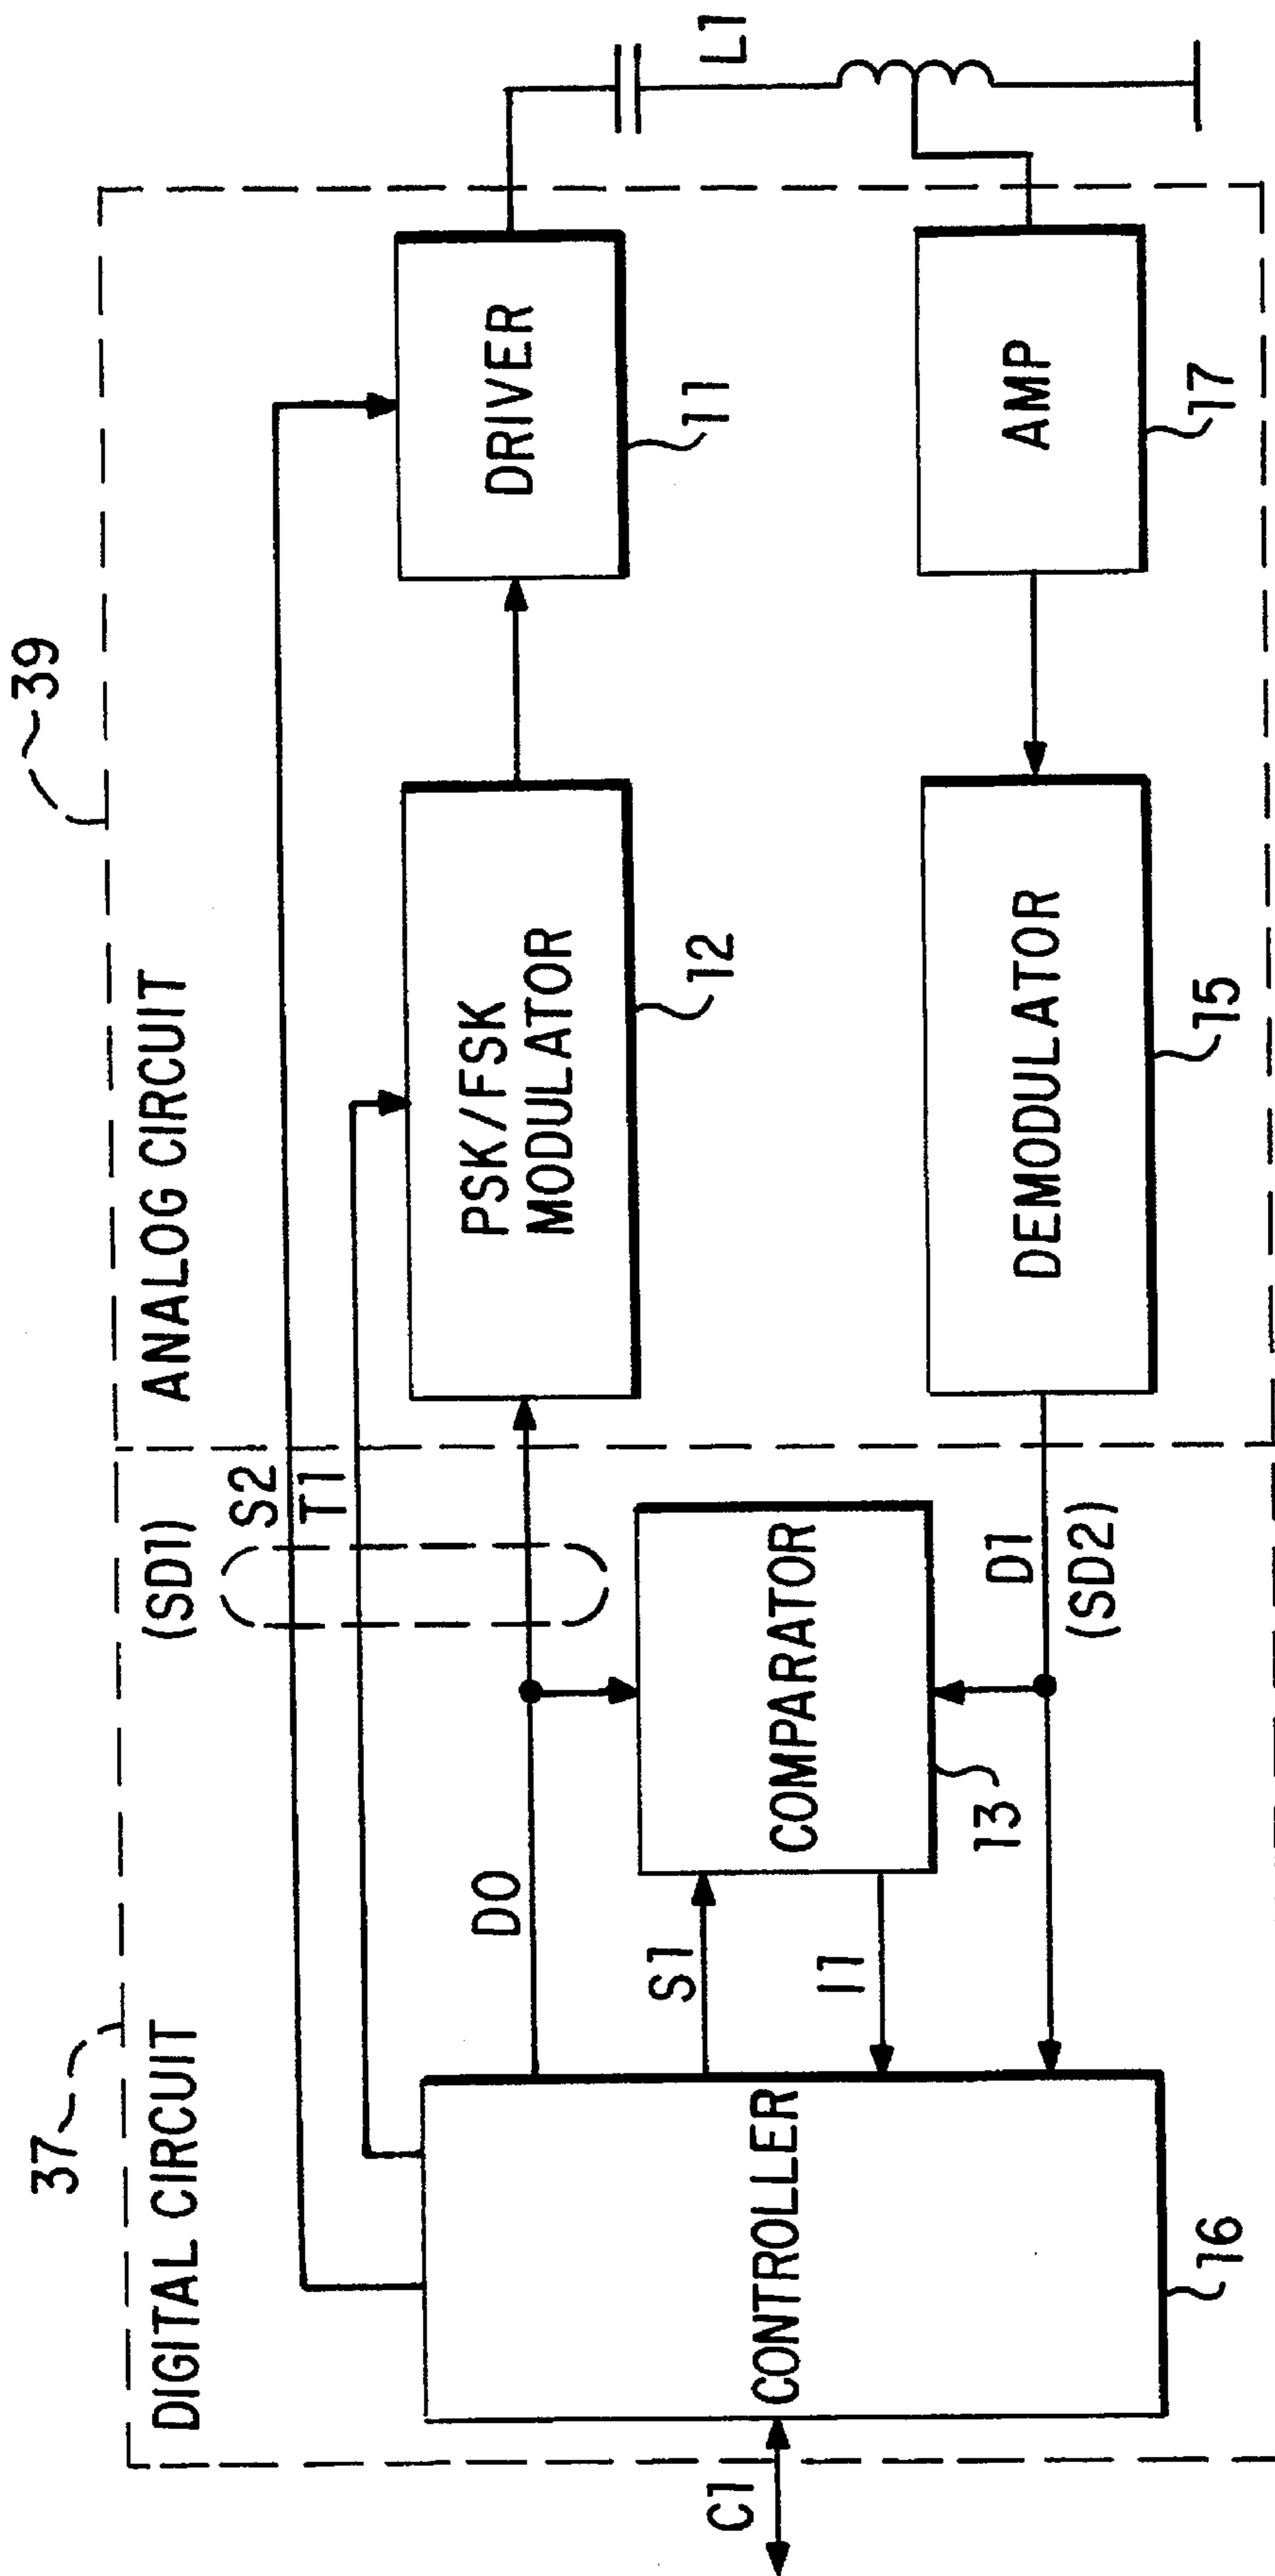 37
39
DIGITAL CIRCUIT
(SD1)
ANALOG CIRCUIT
S2
T1
D0
PSK/FSK
MODULATOR
12
DRIVER
11
L1
S1
I1
COMPARATOR
13
C1
CONTROLLER
16
D1
(SD2)
DEMODULATOR
15
AMP
17